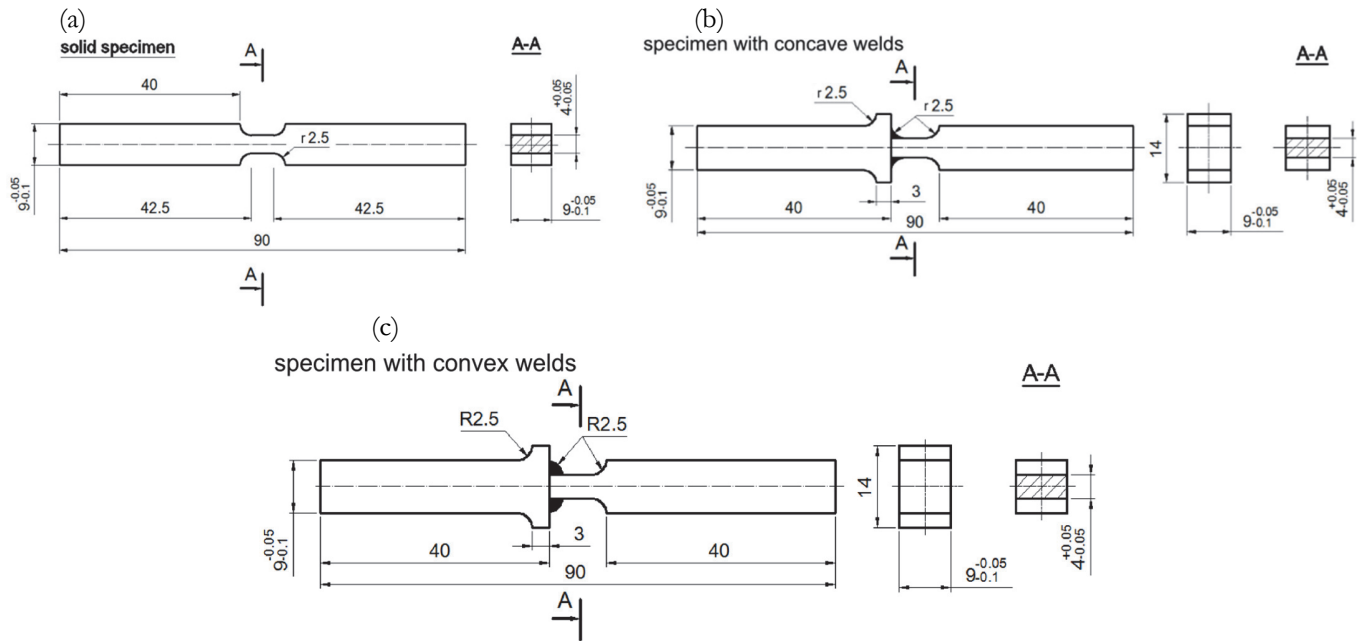 (a)
solid specimen
A
A-A
40
r2.5
+0.05
4-0.05
-0.05
9-0.1
42.5
42.5
-0.05
9-0.1
90
A
(b)
specimen with concave welds
A
A-A
r2.5
r2.5
-0.05
9-0.1
3
14
+0.05
4-0.05
40
40
-0.05
9-0.1
90
A
(c)
specimen with convex welds
A
A-A
R2.5
R2.5
-0.05
9-0.1
3
14
+0.05
4-0.05
40
40
-0.05
9-0.1
90
A